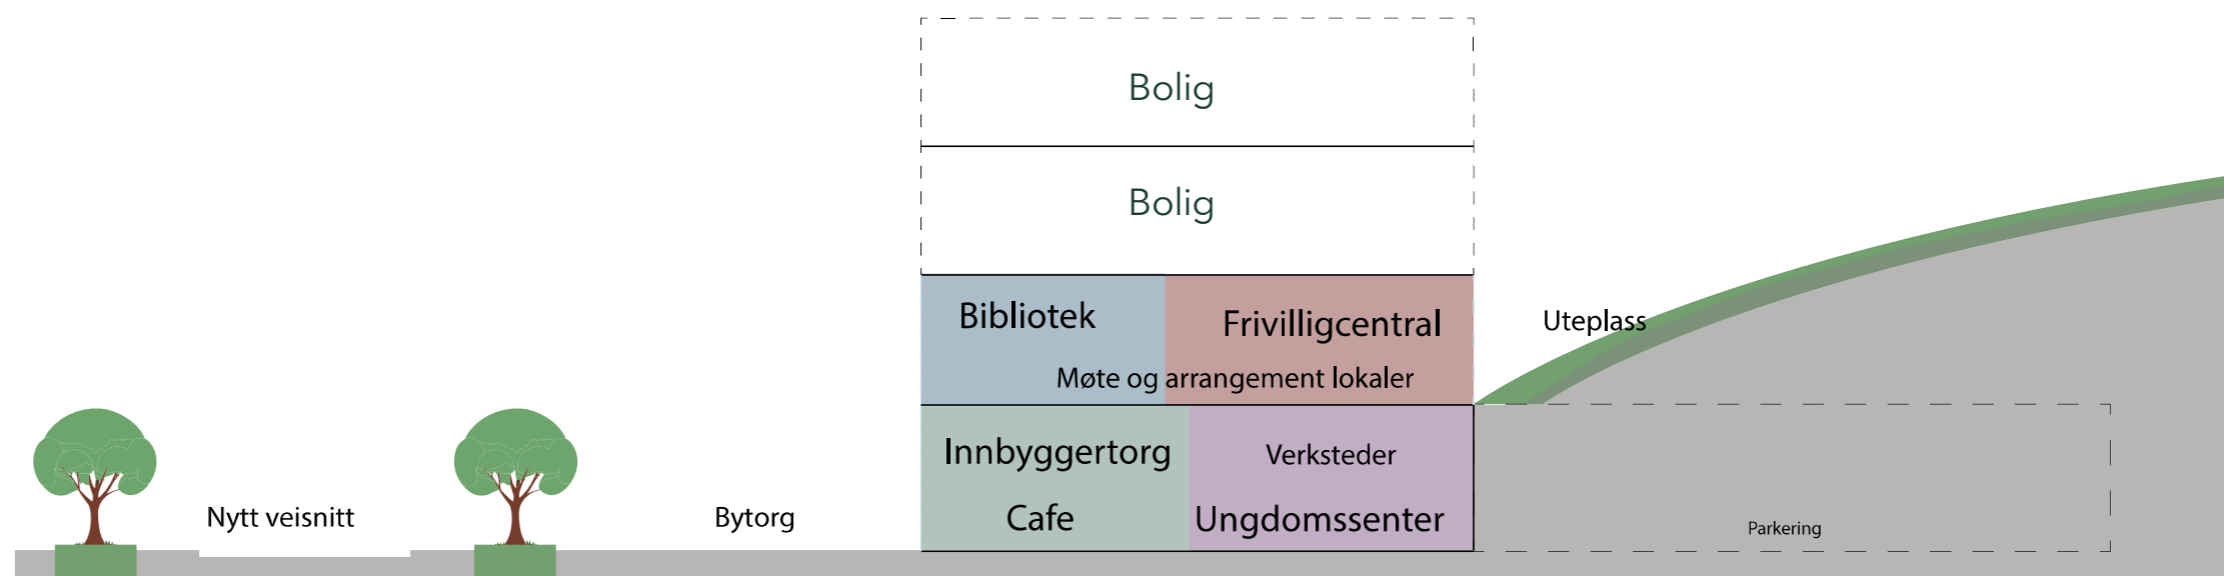 Bolig
Bolig
Bibliotek
Frivilligcentral
Møte og arrangement lokaler
Uteplass
Innbyggertorg
Verksteder
Cafe
Ungdomssenter
Nytt veisnitt
Bytorg
Parkering